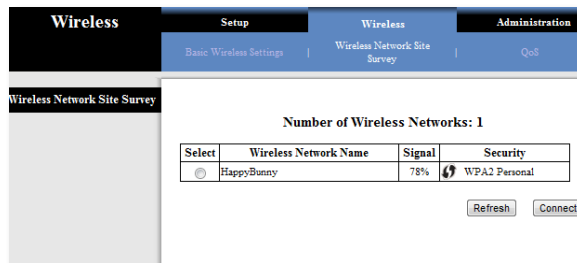 Wireless
Setup
Wireless
Administration
Basic Wireless Settings | Wireless Network Site Survey | QoS
Wireless Network Site Survey
Number of Wireless Networks: 1
Select Wireless Network Name Signal Security
HappyBunny 78% WPA2 Personal
Refresh Connect